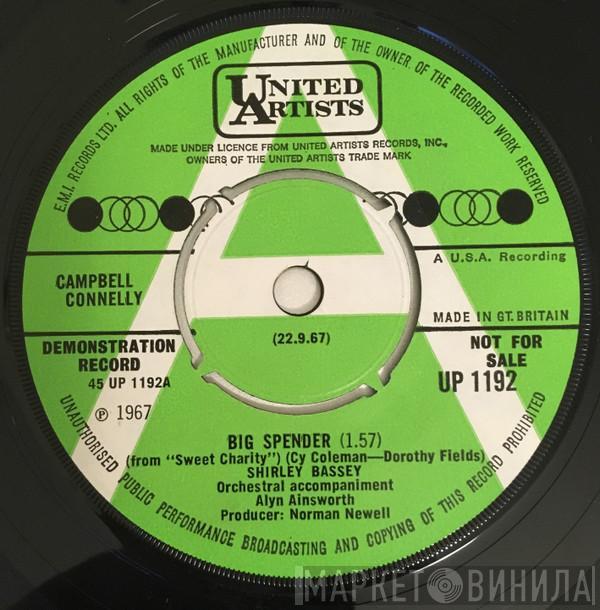 E.M.I. RECORDS LTD. ALL RIGHTS OF THE MANUFACTURER AND OF THE OWNER OF THE RECORDED WORK RESERVED
UNITED
ARTISTS
MADE UNDER LICENCE FROM UNITED ARTISTS RECORDS, INC.,
OWNERS OF THE UNITED ARTISTS TRADE MARK
A
CAMPBELL
CONNELLY
A U.S.A. Recording
MADE IN GT. BRITAIN
DEMONSTRATION
RECORD
45 UP 1192A
℗ 1967
(22.9.67)
NOT FOR
SALE
UP 1192
BIG SPENDER (1.57)
(from "Sweet Charity") (Cy Coleman—Dorothy Fields)
SHIRLEY BASSEY
Orchestral accompaniment
Alyn Ainsworth
Producer: Norman Newell
UNAUTHORISED PUBLIC PERFORMANCE BROADCASTING AND COPYING OF THIS RECORD PROHIBITED
МАРКЕТ ВИНИЛА